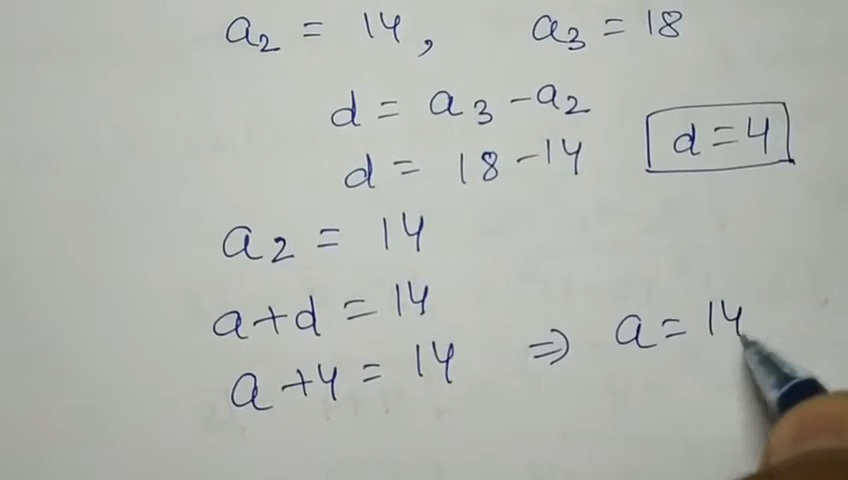 a₂ = 14, a₃ = 18
d = a₃ - a₂
d = 18 - 14 d = 4
a₂ = 14
a + d = 14
a + 4 = 14 ⇒ a = 14